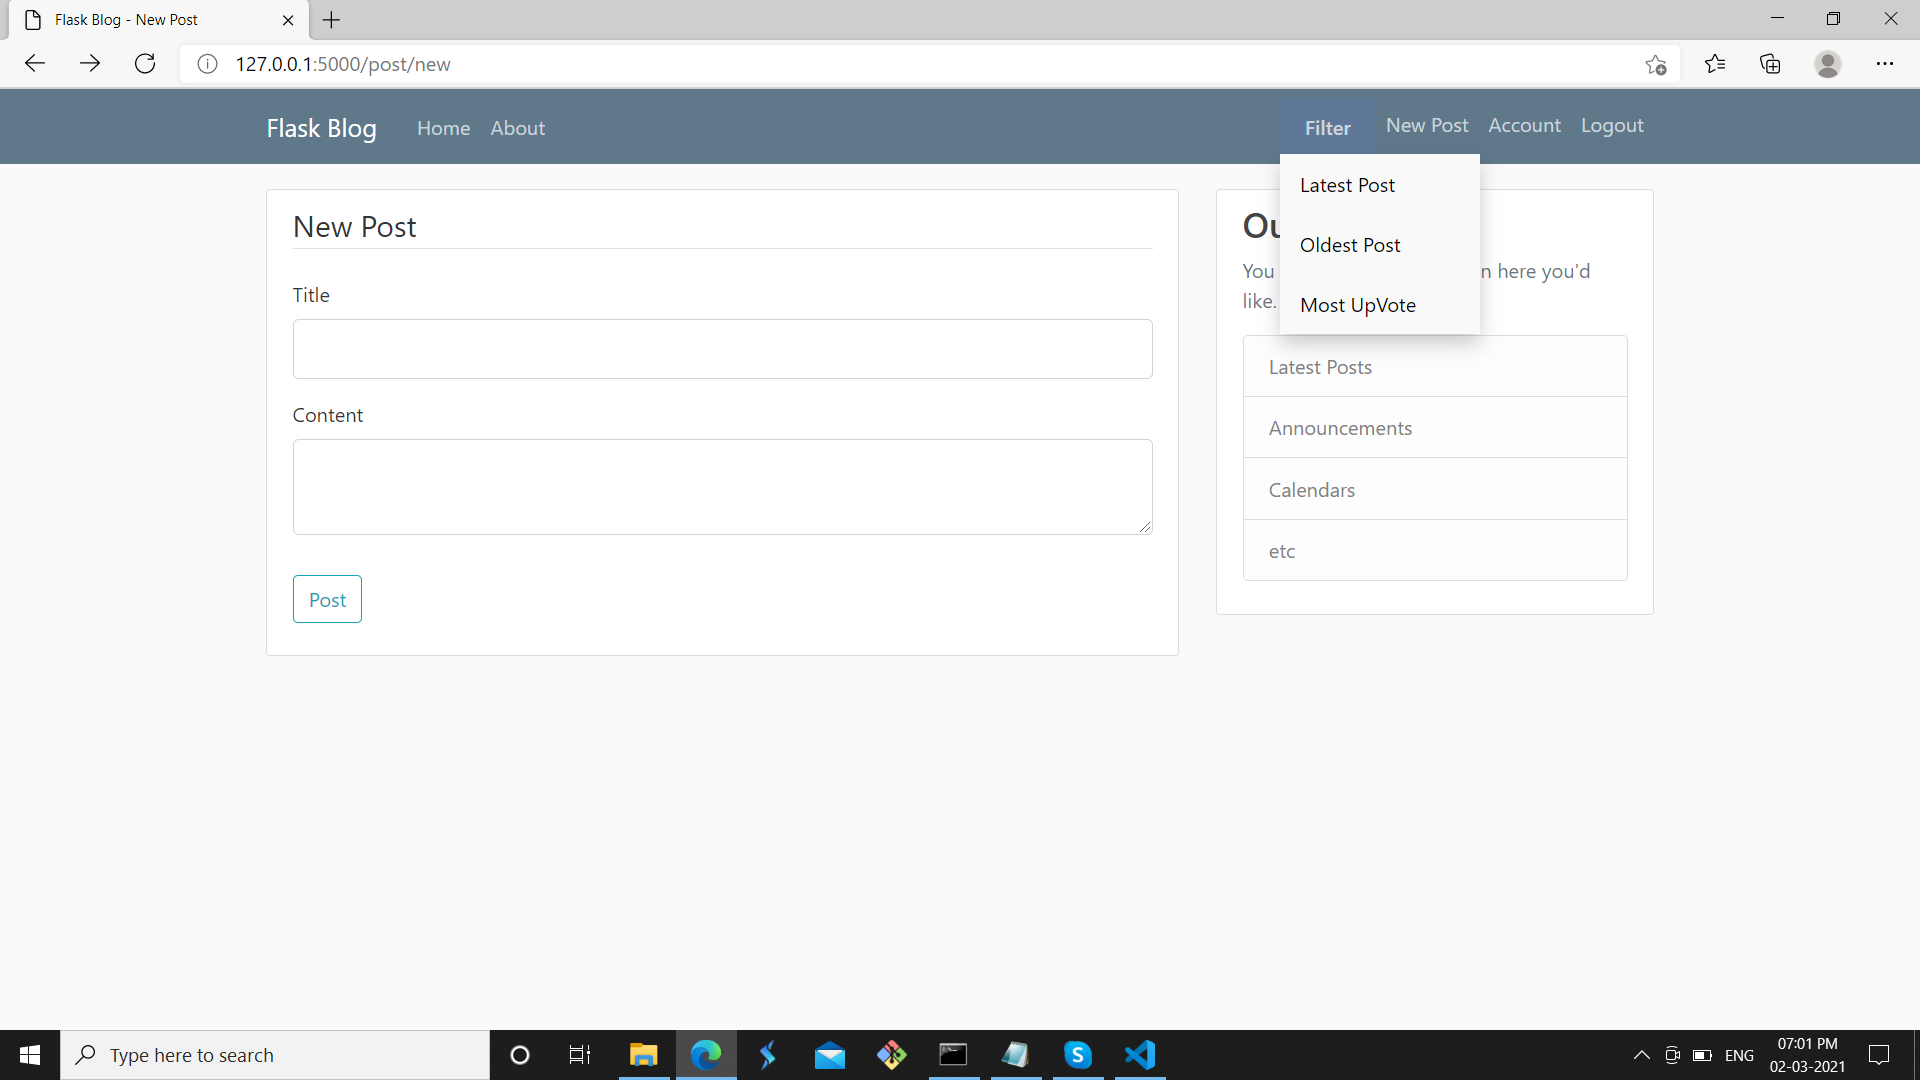 Flask Blog - New Post
127.0.0.1:5000/post/new
Flask Blog Home About Filter New Post Account Logout
Latest Post
Oldest Post
Most UpVote
New Post
Title
Content
Post
You n here you'd
like.
Latest Posts
Announcements
Calendars
etc
Type here to search
ENG
07:01 PM
02-03-2021